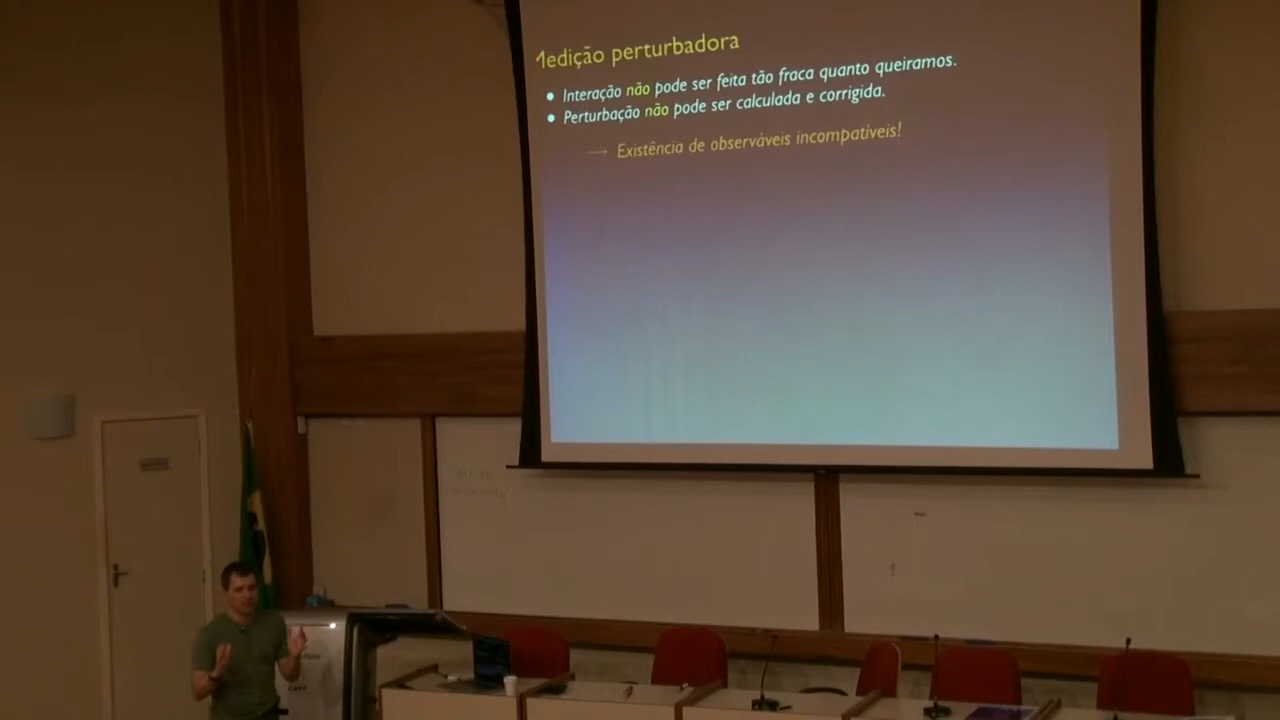 Medição perturbadora
• Interação não pode ser feita tão fraca quanto queiramos.
• Perturbação não pode ser calculada e corrigida.
→ Existência de observáveis incompatíveis!